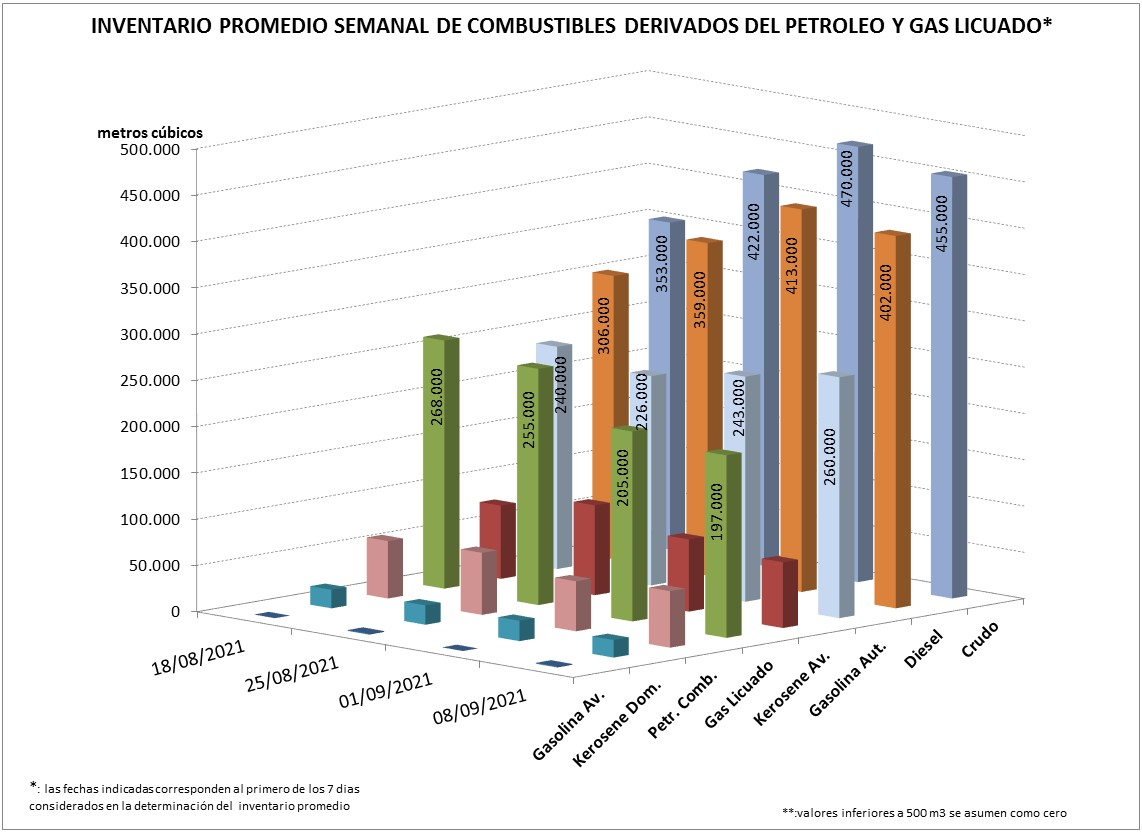 INVENTARIO PROMEDIO SEMANAL DE COMBUSTIBLES DERIVADOS DEL PETROLEO Y GAS LICUADO*
metros cúbicos
500.000
450.000
400.000
350.000
300.000
250.000
200.000
150.000
100.000
50.000
0
268.000
255.000
205.000
197.000
240.000
226.000
243.000
260.000
306.000
359.000
413.000
402.000
353.000
422.000
470.000
455.000
18/08/2021
25/08/2021
01/09/2021
08/09/2021
Gasolina Av.
Kerosene Dom.
Petr. Comb.
Gas Licuado
Kerosene Av.
Gasolina Aut.
Diesel
Crudo
*: las fechas indicadas corresponden al primero de los 7 dias
considerados en la determinación del inventario promedio
**:valores inferiores a 500 m3 se asumen como cero